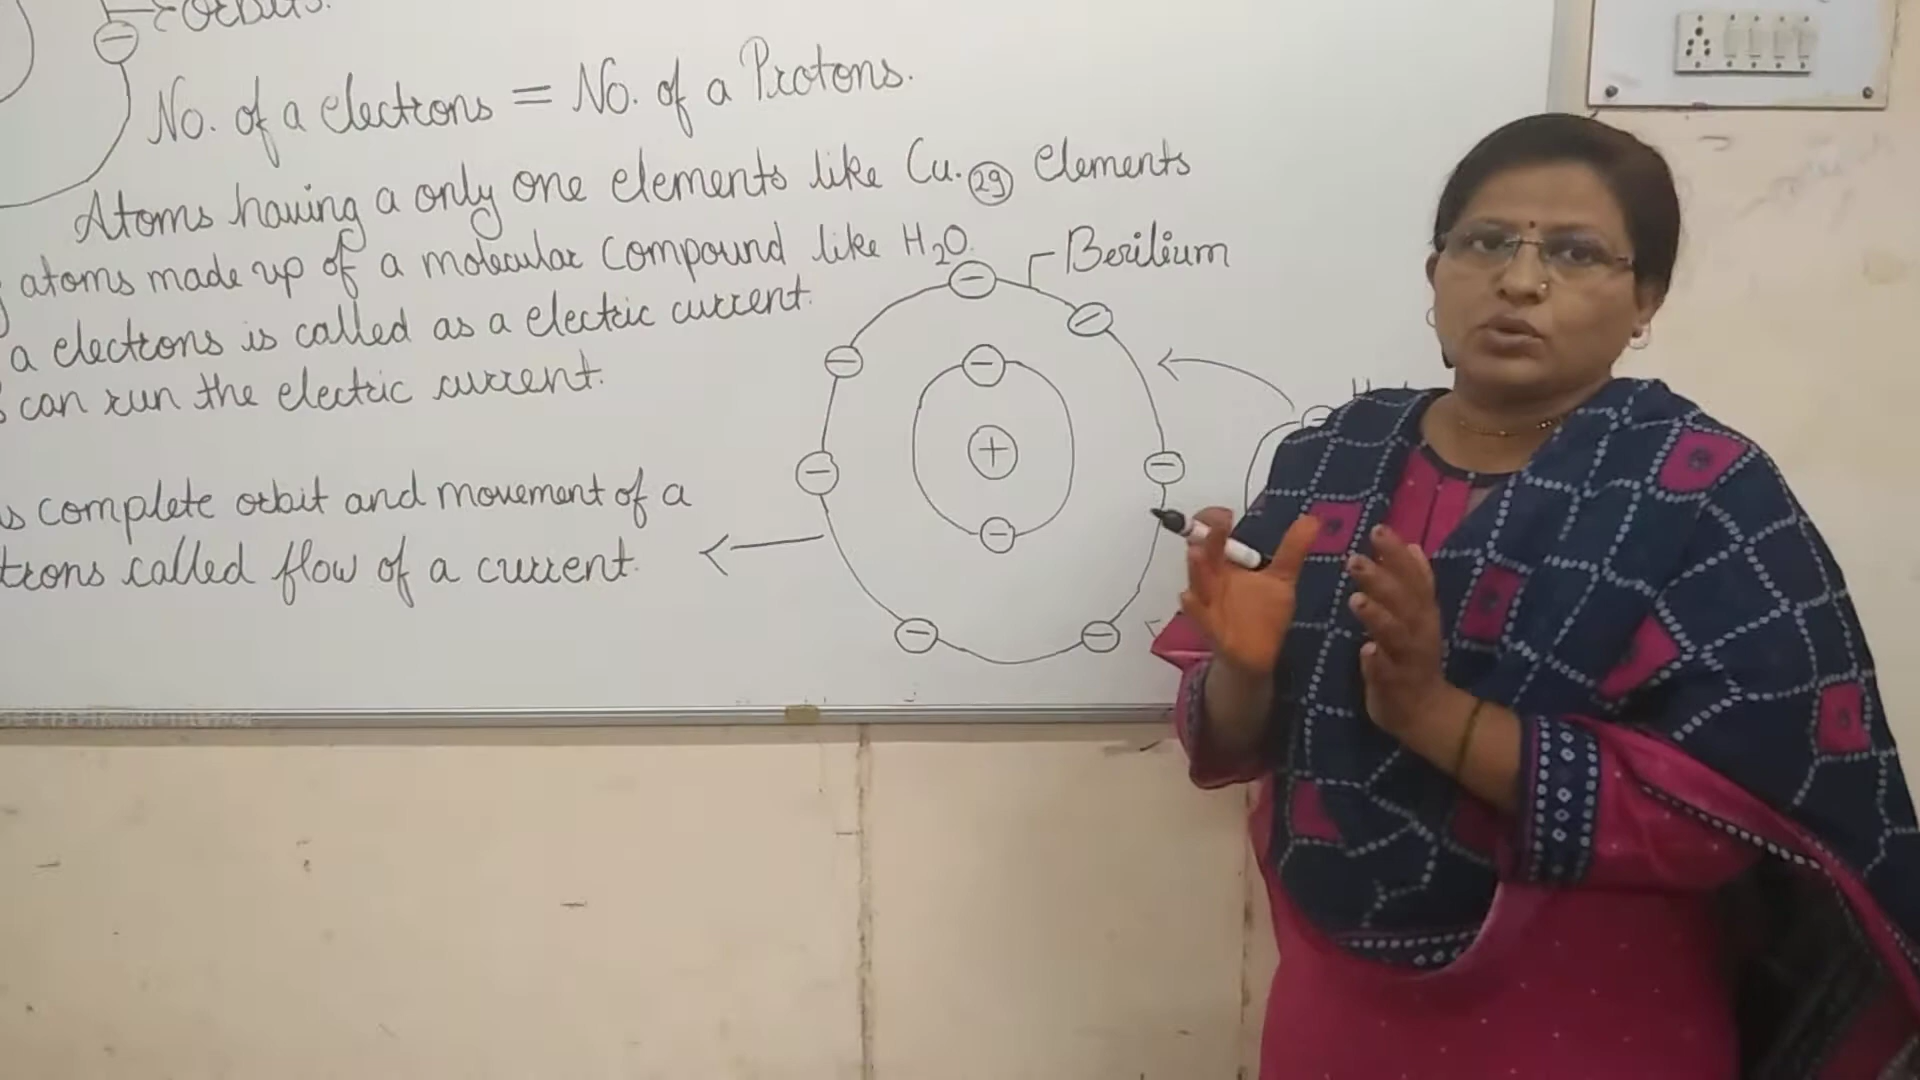 orbits.
No. of a electrons = No. of a Protons.
Atoms having a only one elements like Cu. 29 elements
atoms made up of a molecular compound like H2O.
Berilium
a electrons is called as a electric current.
can run the electric current.
complete orbit and movement of a
trons called flow of a current.